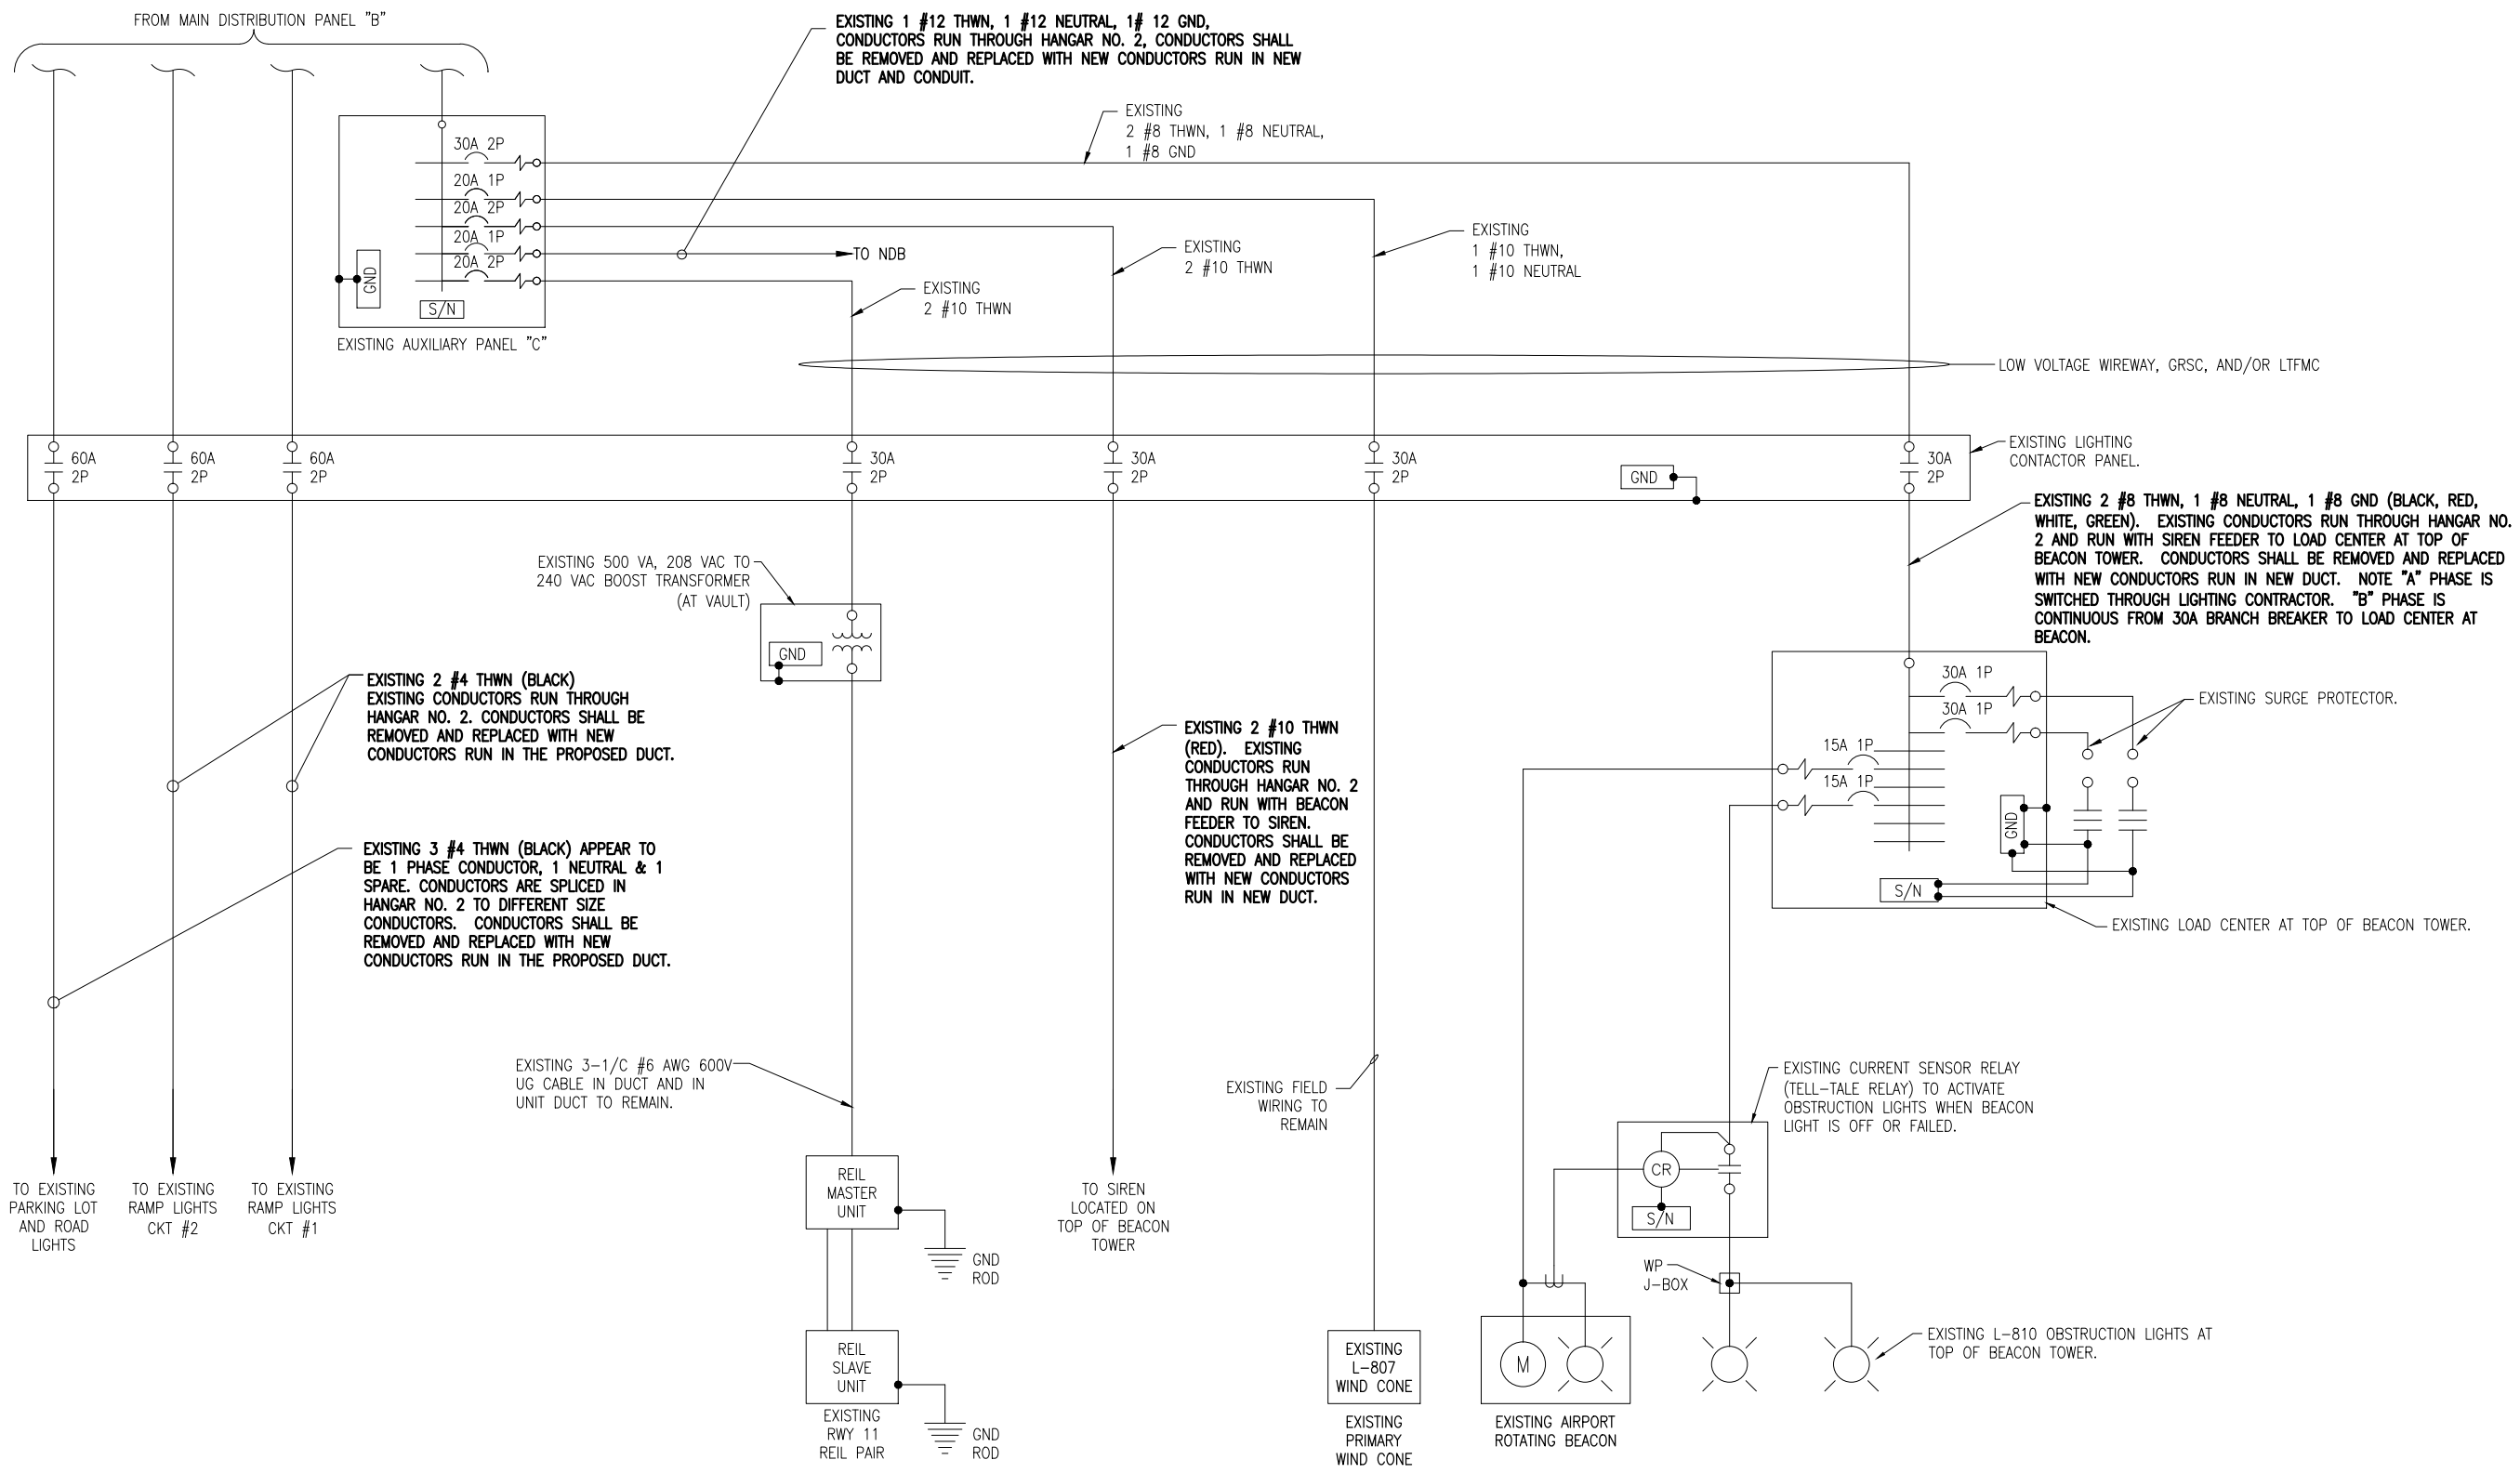 FROM MAIN DISTRIBUTION PANEL "B"
EXISTING 1 #12 THWN, 1 #12 NEUTRAL, 1# 12 GND,
CONDUCTORS RUN THROUGH HANGAR NO. 2, CONDUCTORS SHALL
BE REMOVED AND REPLACED WITH NEW CONDUCTORS RUN IN NEW
DUCT AND CONDUIT.
EXISTING
2 #8 THWN, 1 #8 NEUTRAL,
1 #8 GND
30A 2P
20A 1P
20A 2P
20A 1P
20A 2P
GND
S/N
EXISTING AUXILIARY PANEL "C"
TO NDB
EXISTING
2 #10 THWN
EXISTING
2 #10 THWN
EXISTING
1 #10 THWN,
1 #10 NEUTRAL
LOW VOLTAGE WIREWAY, GRSC, AND/OR LTFMC
60A
2P
60A
2P
60A
2P
30A
2P
30A
2P
30A
2P
GND
30A
2P
EXISTING LIGHTING
CONTACTOR PANEL.
EXISTING 2 #8 THWN, 1 #8 NEUTRAL, 1 #8 GND (BLACK, RED,
WHITE, GREEN). EXISTING CONDUCTORS RUN THROUGH HANGAR NO.
2 AND RUN WITH SIREN FEEDER TO LOAD CENTER AT TOP OF
BEACON TOWER. CONDUCTORS SHALL BE REMOVED AND REPLACED
WITH NEW CONDUCTORS RUN IN NEW DUCT. NOTE "A" PHASE IS
SWITCHED THROUGH LIGHTING CONTRACTOR. "B" PHASE IS
CONTINUOUS FROM 30A BRANCH BREAKER TO LOAD CENTER AT
BEACON.
EXISTING 500 VA, 208 VAC TO
240 VAC BOOST TRANSFORMER
(AT VAULT)
GND
EXISTING 2 #4 THWN (BLACK)
EXISTING CONDUCTORS RUN THROUGH
HANGAR NO. 2. CONDUCTORS SHALL BE
REMOVED AND REPLACED WITH NEW
CONDUCTORS RUN IN THE PROPOSED DUCT.
EXISTING 3 #4 THWN (BLACK) APPEAR TO
BE 1 PHASE CONDUCTOR, 1 NEUTRAL & 1
SPARE. CONDUCTORS ARE SPLICED IN
HANGAR NO. 2 TO DIFFERENT SIZE
CONDUCTORS. CONDUCTORS SHALL BE
REMOVED AND REPLACED WITH NEW
CONDUCTORS RUN IN THE PROPOSED DUCT.
EXISTING 2 #10 THWN
(RED). EXISTING
CONDUCTORS RUN
THROUGH HANGAR NO. 2
AND RUN WITH BEACON
FEEDER TO SIREN.
CONDUCTORS SHALL BE
REMOVED AND REPLACED
WITH NEW CONDUCTORS
RUN IN NEW DUCT.
30A 1P
30A 1P
15A 1P
15A 1P
GND
S/N
EXISTING SURGE PROTECTOR.
EXISTING LOAD CENTER AT TOP OF BEACON TOWER.
EXISTING 3-1/C #6 AWG 600V
UG CABLE IN DUCT AND IN
UNIT DUCT TO REMAIN.
EXISTING FIELD
WIRING TO
REMAIN
EXISTING CURRENT SENSOR RELAY
(TELL-TALE RELAY) TO ACTIVATE
OBSTRUCTION LIGHTS WHEN BEACON
LIGHT IS OFF OR FAILED.
CR
S/N
TO EXISTING
PARKING LOT
AND ROAD
LIGHTS
TO EXISTING
RAMP LIGHTS
CKT #2
TO EXISTING
RAMP LIGHTS
CKT #1
REIL
MASTER
UNIT
GND
ROD
TO SIREN
LOCATED ON
TOP OF BEACON
TOWER
WP
J-BOX
REIL
SLAVE
UNIT
GND
ROD
EXISTING
RWY 11
REIL PAIR
EXISTING
L-807
WIND CONE
EXISTING
PRIMARY
WIND CONE
M
EXISTING AIRPORT
ROTATING BEACON
EXISTING L-810 OBSTRUCTION LIGHTS AT
TOP OF BEACON TOWER.